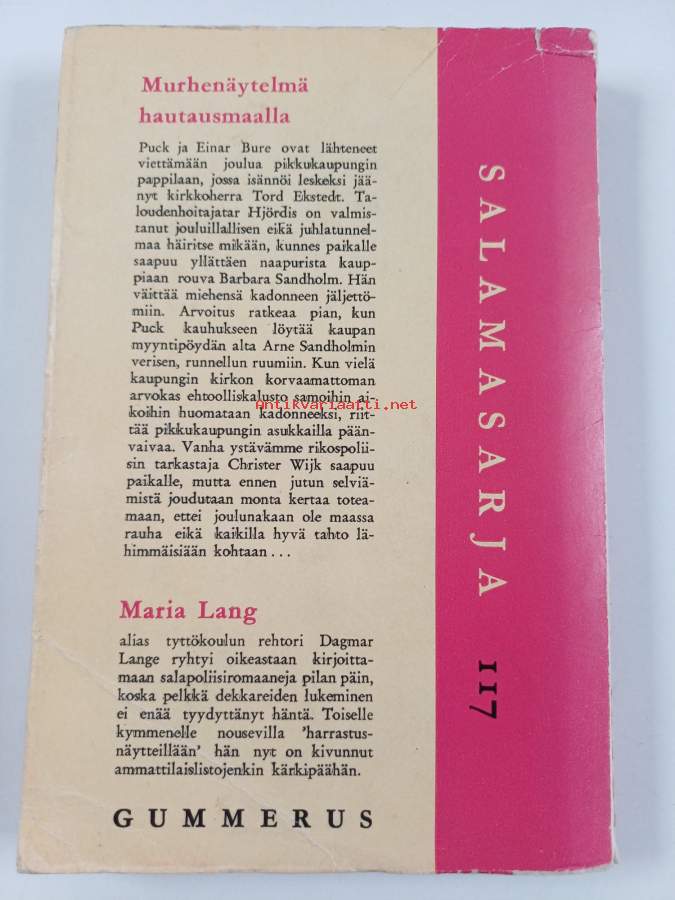 Murhenäytelmä
hautausmaalla
Puck ja Einar Bure ovat lähteneet
viettämään joulua pikkukaupungin
pappilaan, jossa isännöi leskeksi jää-
nyt kirkkoherra Tord Ekstedt. Ta-
loudenhoitajatar Hjördis on valmis-
tanut jouluillallisen eikä juhlatunnel-
maa häiritse mikään, kunnes paikalle
saapuu yllättäen naapurista kaup-
piaan rouva Barbara Sandholm. Hän
väittää miehensä kadonneen jäljettö-
miin. Arvoitus ratkeaa pian, kun
Puck kauhukseen löytää kaupan
myyntipöydän alta Arne Sandholmin
verisen, runnellun ruumiin. Kun vielä
kaupungin kirkon korvaamattoman
arvokas ehtoolliskalusto samoihin ai-
koihin huomataan kadonneeksi, riit-
tää pikkukaupungin asukkailla pään-
vaivaa. Vanha ystävämme rikospolii-
sin tarkastaja Christer Wijk saapuu
paikalle, mutta ennen jutun selviä-
mistä joudutaan monta kertaa totea-
maan, ettei joulunakaan ole maassa
rauha eikä kaikilla hyvä tahto lä-
himmäisiään kohtaan . . .
Maria Lang
alias tyttökoulun rehtori Dagmar
Lange ryhtyi oikeastaan kirjoitta-
maan salapoliisiromaaneja pilan päin,
koska pelkkä dekkareiden lukeminen
ei enää tyydyttänyt häntä. Toiselle
kymmenelle nousevilla 'harrastus-
näytteillään' hän nyt on kivunnut
ammattilaislistojenkin kärkipäähän.
GUMMERUS
SALAMASARJA 117
Antikvariaatti.net